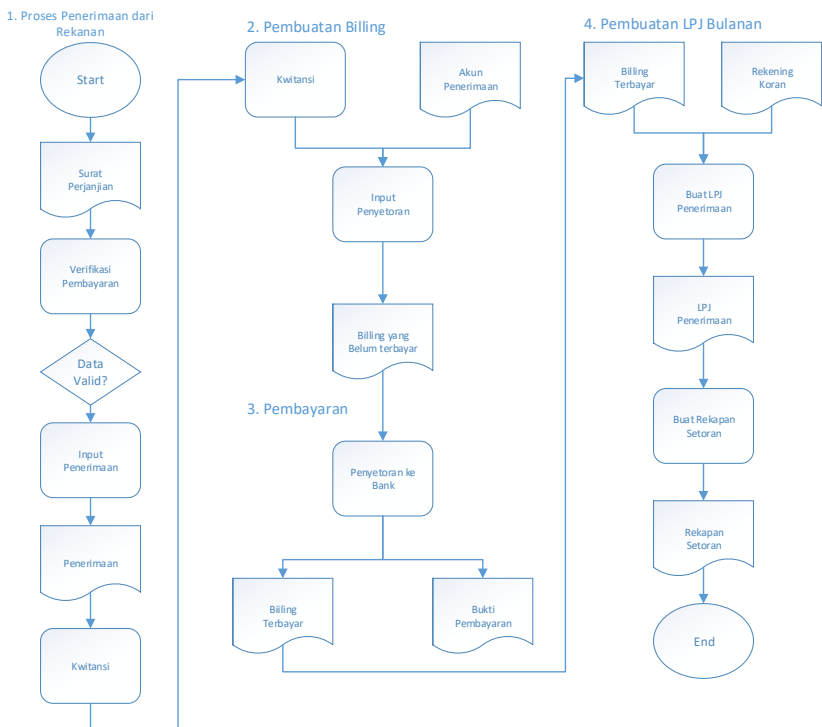 1. Proses Penerimaan dari
Rekanan
Start
Surat
Perjanjian
Verifikasi
Pembayaran
Data
Valid?
Input
Penerimaan
Penerimaan
Kwitansi
2. Pembuatan Billing
Kwitansi
Akun
Penerimaan
Input
Penyetoran
Billing yang
Belum terbayar
3. Pembayaran
Penyetoran ke
Bank
Biiling
Terbayar
Bukti
Pembayaran
4. Pembuatan LPJ Bulanan
Billing
Terbayar
Rekening
Koran
Buat LPJ
Penerimaan
LPJ
Penerimaan
Buat Rekapan
Setoran
Rekapan
Setoran
End